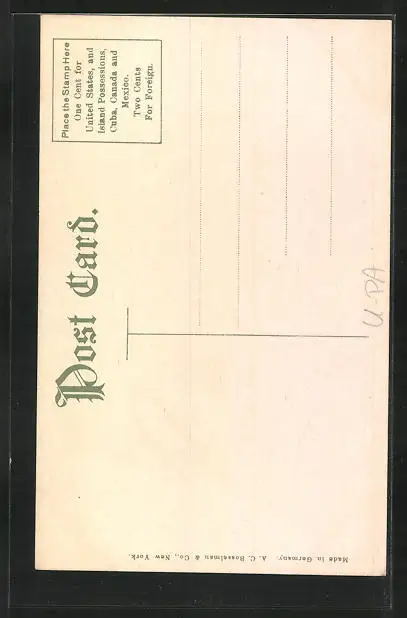 Place the Stamp Here
One Cent for
United States, and
Island Possessions,
Cuba, Canada and
Mexico.
Two Cents
For Foreign.
Post Card.
Made in Germany. A. C. Bosselman & Co., New York.